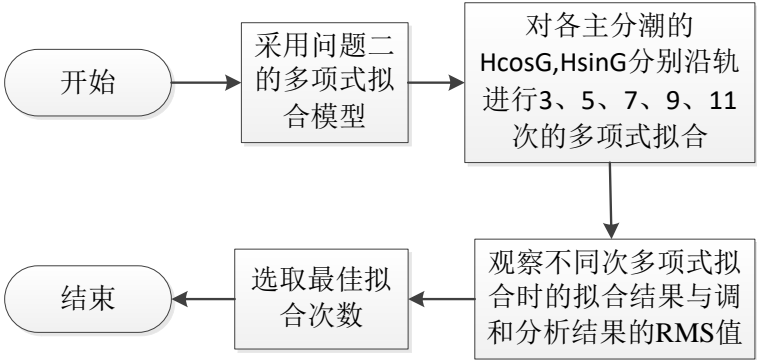 开始
采用问题二
的多项式拟
合模型
对各主分潮的
HcosG,HsinG分别沿轨
进行3、5、7、9、11
次的多项式拟合
观察不同次多项式拟
合时的拟合结果与调
和分析结果的RMS值
选取最佳拟
合次数
结束